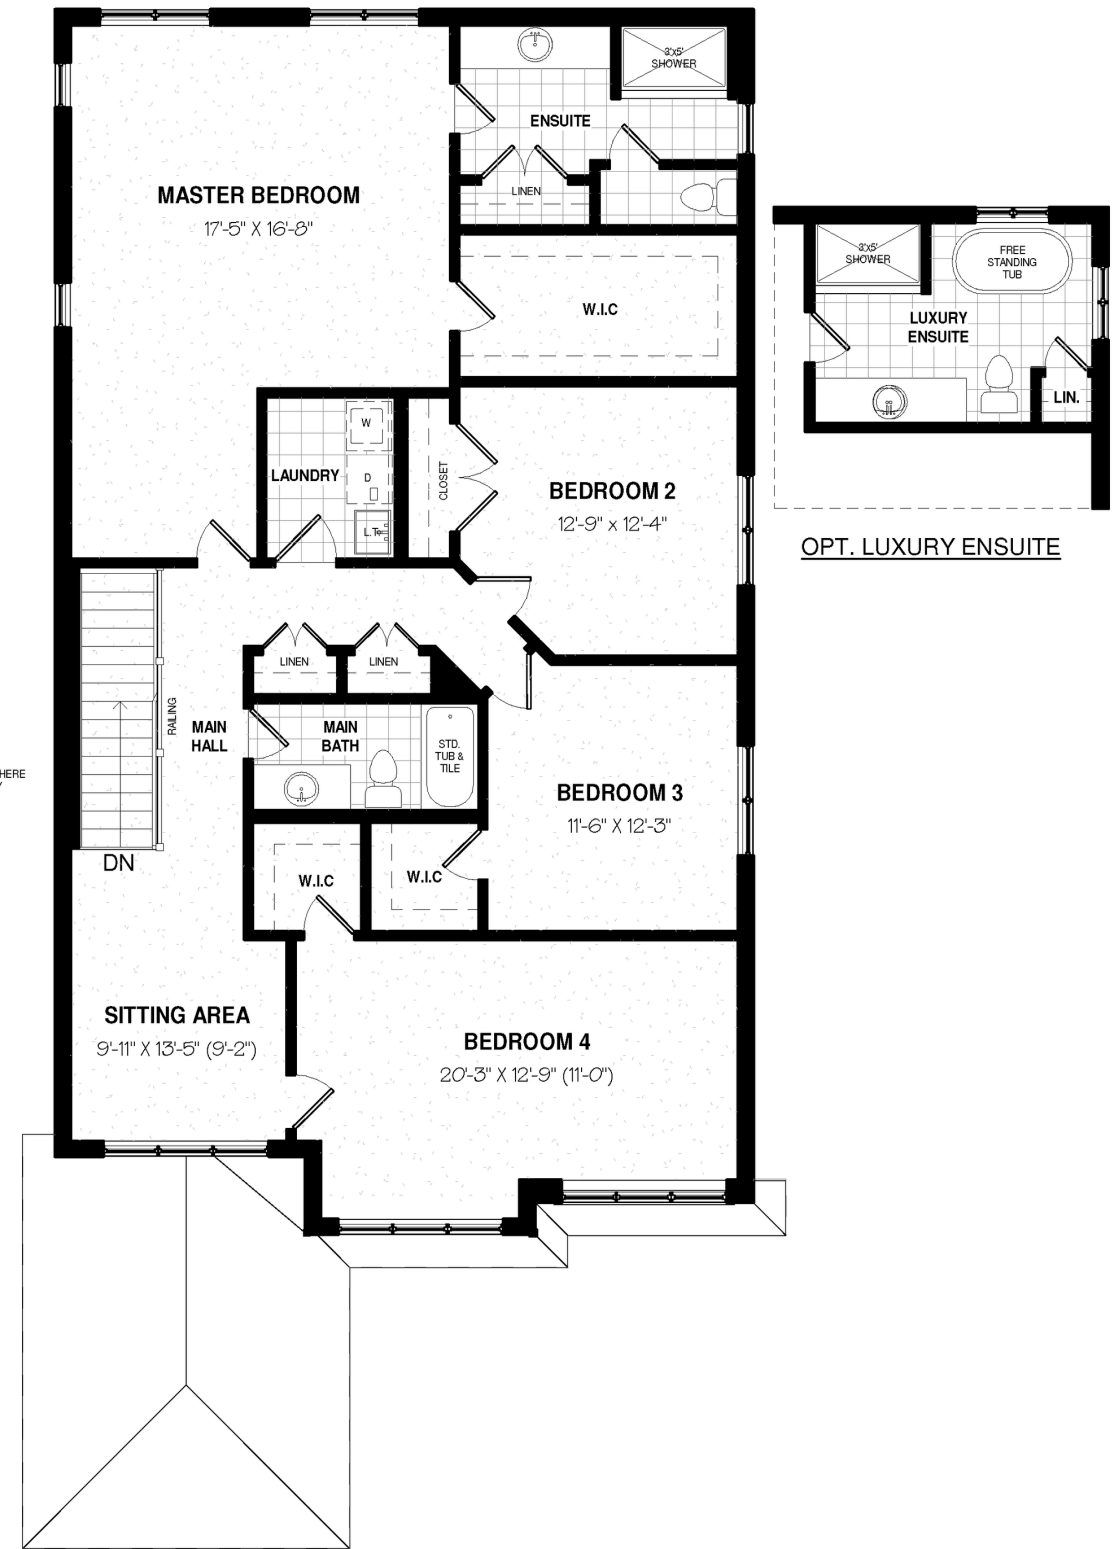 3'x5'
SHOWER
ENSUITE
LINEN
MASTER BEDROOM
17'-5" X 16'-8"
W.I.C
3'x5'
SHOWER
FREE
STANDING
TUB
LUXURY
ENSUITE
LIN.
OPT. LUXURY ENSUITE
W
LAUNDRY
D
L.T.
CLOSET
BEDROOM 2
12'-9" x 12'-4"
LINEN
LINEN
RAILING
MAIN
HALL
MAIN
BATH
STD.
TUB &
TILE
HERE
BEDROOM 3
11'-6" X 12'-3"
DN
W.I.C
W.I.C
SITTING AREA
9'-11" X 13'-5" (9'-2")
BEDROOM 4
20'-3" X 12'-9" (11'-0")